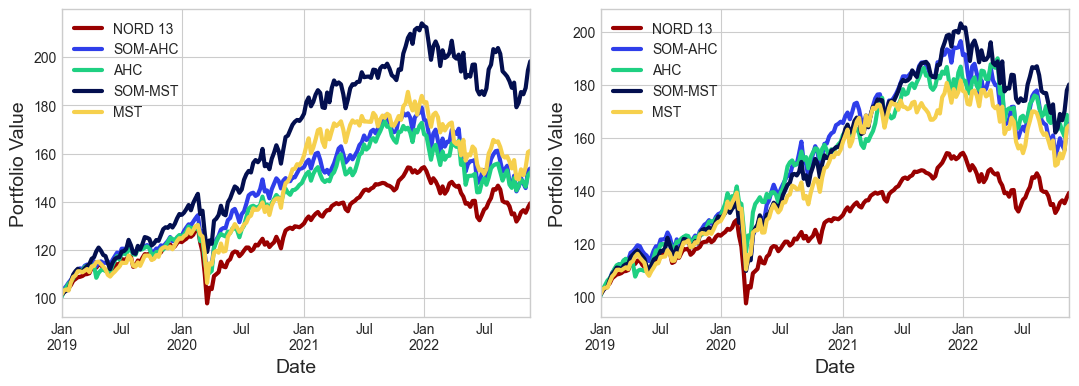 Portfolio Value
200
180
160
140
120
100
NORD 13
SOM-AHC
AHC
SOM-MST
MST
Jan
2019
Jul
Jan
2020
Jul
Jan
2021
Jul
Jan
2022
Jul
Date
Portfolio Value
200
180
160
140
120
100
NORD 13
SOM-AHC
AHC
SOM-MST
MST
Jan
2019
Jul
Jan
2020
Jul
Jan
2021
Jul
Jan
2022
Jul
Date